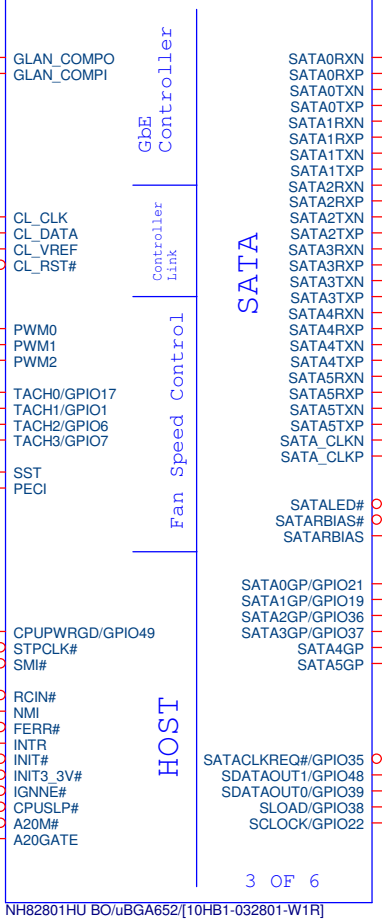 GLAN_COMPO
GLAN_COMPI
GbE
Controller
CL_CLK
CL_DATA
CL_VREF
CL_RST#
Controller
Link
PWM0
PWM1
PWM2
TACH0/GPIO17
TACH1/GPIO1
TACH2/GPIO6
TACH3/GPIO7
SST
PECI
Fan Speed Control
CPUPWRGD/GPIO49
STPCLK#
SMI#
RCIN#
NMI
FERR#
INTR
INIT#
INIT3_3V#
IGNNE#
CPUSLP#
A20M#
A20GATE
HOST
SATA
SATA0RXN
SATA0RXP
SATA0TXN
SATA0TXP
SATA1RXN
SATA1RXP
SATA1TXN
SATA1TXP
SATA2RXN
SATA2RXP
SATA2TXN
SATA2TXP
SATA3RXN
SATA3RXP
SATA3TXN
SATA3TXP
SATA4RXN
SATA4RXP
SATA4TXN
SATA4TXP
SATA5RXN
SATA5RXP
SATA5TXN
SATA5TXP
SATA_CLKN
SATA_CLKP
SATALED#
SATARBIAS#
SATARBIAS
SATA0GP/GPIO21
SATA1GP/GPIO19
SATA2GP/GPIO36
SATA3GP/GPIO37
SATA4GP
SATA5GP
SATACLKREQ#/GPIO35
SDATAOUT1/GPIO48
SDATAOUT0/GPIO39
SLOAD/GPIO38
SCLOCK/GPIO22
3 OF 6
NH82801HU BO/uBGA652/[10HB1-032801-W1R]